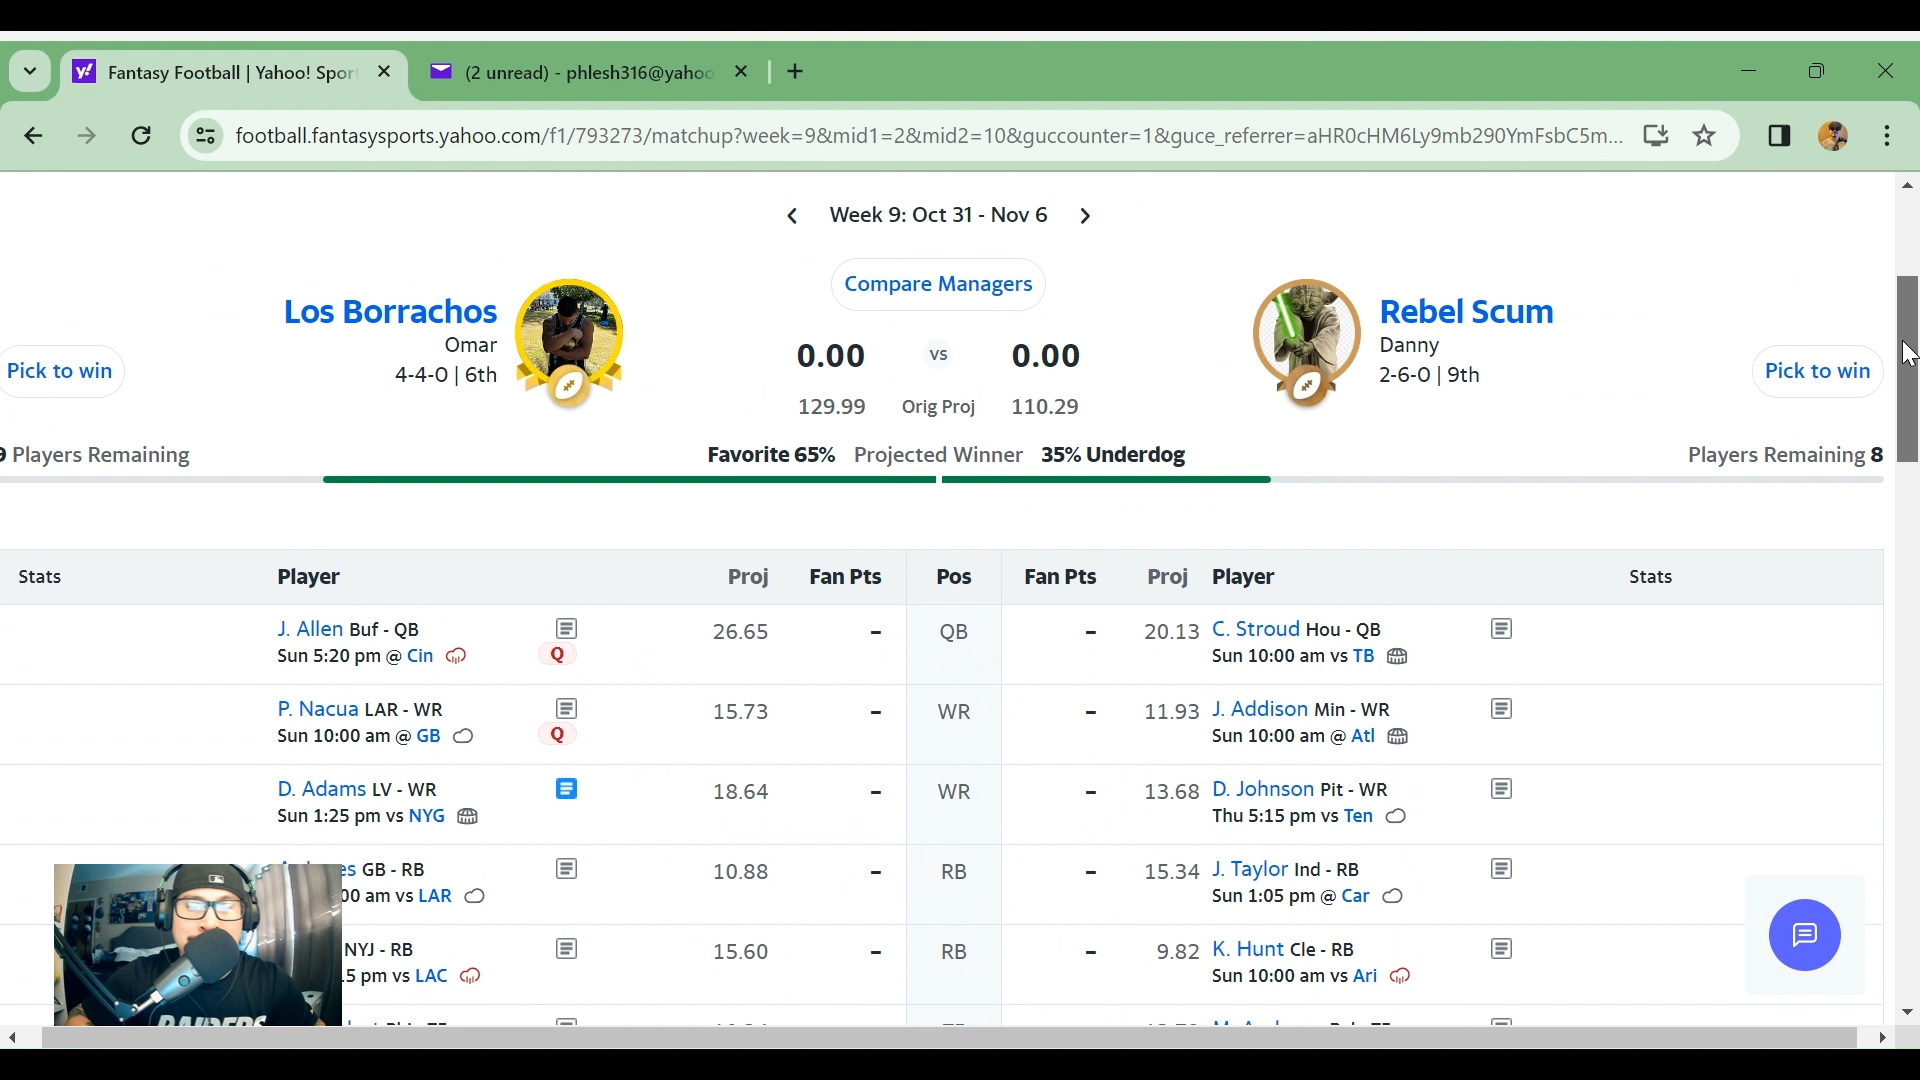 Fantasy Football | Yahoo! Spor
(2 unread) - phlesh316@yahoo
football.fantasysports.yahoo.com/f1/793273/matchup?week=9&mid1=2&mid2=10&guccounter=1&guce_referrer=aHR0cHM6Ly9mb290YmFsbC5m...
Week 9: Oct 31 - Nov 6
Compare Managers
Los Borrachos
Omar
4-4-0 | 6th
Pick to win
0.00 vs 0.00
129.99 Orig Proj 110.29
Rebel Scum
Danny
2-6-0 | 9th
Pick to win
9 Players Remaining Favorite 65% Projected Winner 35% Underdog Players Remaining 8
Stats Player Proj Fan Pts Pos Fan Pts Proj Player Stats
J. Allen Buf - QB 26.65 - QB - 20.13 C. Stroud Hou - QB
Sun 5:20 pm @ Cin Q Sun 10:00 am vs TB
P. Nacua LAR - WR 15.73 - WR - 11.93 J. Addison Min - WR
Sun 10:00 am @ GB Q Sun 10:00 am @ Atl
D. Adams LV - WR 18.64 - WR - 13.68 D. Johnson Pit - WR
Sun 1:25 pm vs NYG Thu 5:15 pm vs Ten
es GB - RB 10.88 - RB - 15.34 J. Taylor Ind - RB
00 am vs LAR Sun 1:05 pm @ Car
NYJ - RB 15.60 - RB - 9.82 K. Hunt Cle - RB
5 pm vs LAC Sun 10:00 am vs Ari
RAIDERS